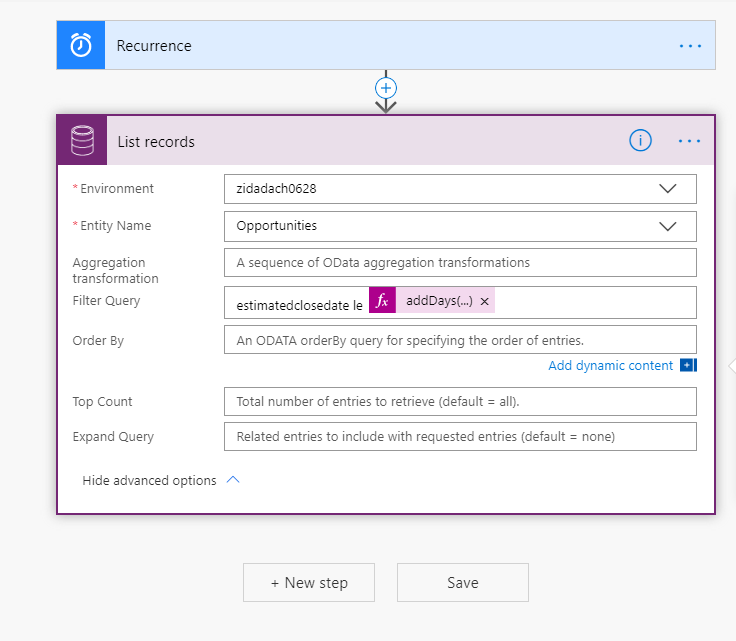 Recurrence
List records
* Environment
zidadach0628
* Entity Name
Opportunities
Aggregation
transformation
A sequence of OData aggregation transformations
Filter Query
estimatedclosedate le fx addDays(...) ×
Order By
An ODATA orderBy query for specifying the order of entries.
Add dynamic content
Top Count
Total number of entries to retrieve (default = all).
Expand Query
Related entries to include with requested entries (default = none)
Hide advanced options
+ New step
Save